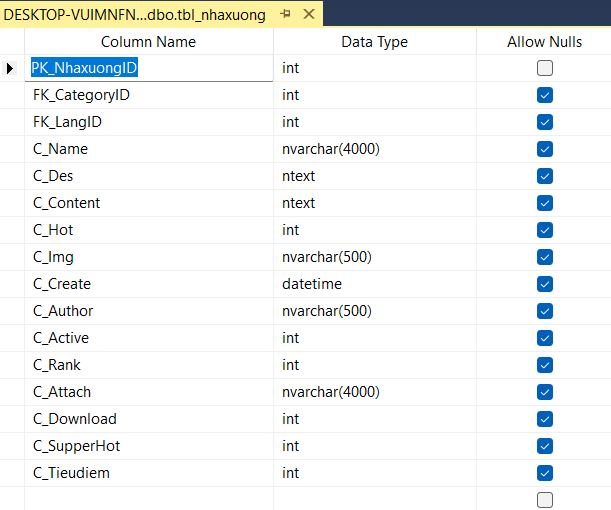 DESKTOP-VUIMNFN...dbo.tbl_nhaxuong
Column Name Data Type Allow Nulls
PK_NhaxuongID int
FK_CategoryID int
FK_LangID int
C_Name nvarchar(4000)
C_Des ntext
C_Content ntext
C_Hot int
C_Img nvarchar(500)
C_Create datetime
C_Author nvarchar(500)
C_Active int
C_Rank int
C_Attach nvarchar(4000)
C_Download int
C_SupperHot int
C_Tieudiem int